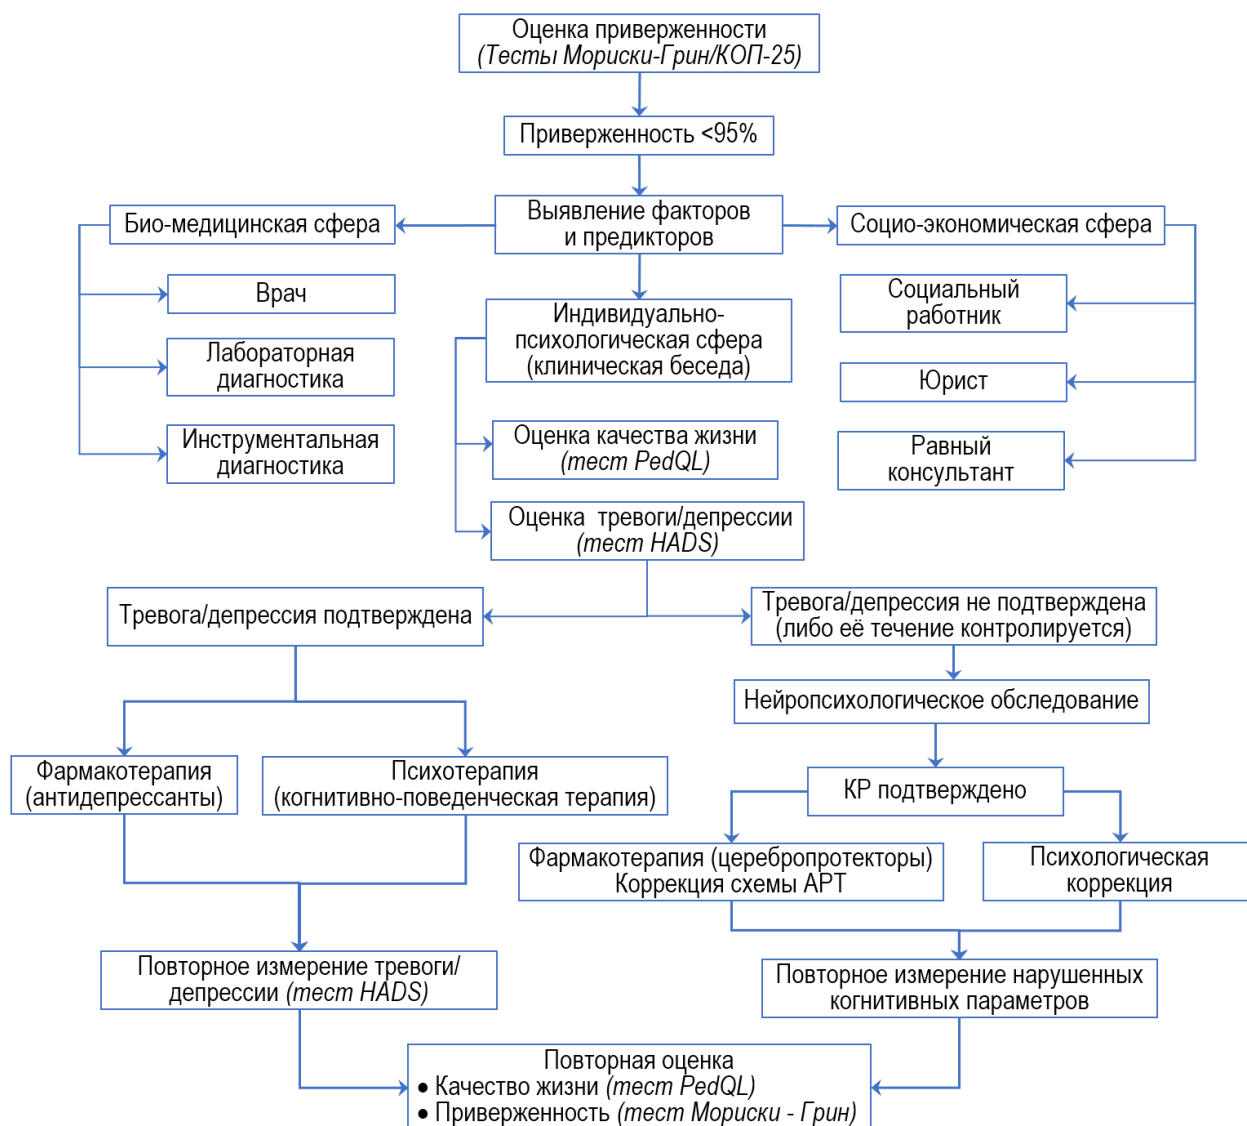 Оценка приверженности
(Тесты Мориски-Грин/КОП-25)
Приверженность <95%
Био-медицинская сфера
Выявление факторов
и предикторов
Социо-экономическая сфера
Врач
Лабораторная
диагностика
Инструментальная
диагностика
Индивидуально-
психологическая сфера
(клиническая беседа)
Социальный
работник
Юрист
Равный
консультант
Оценка качества жизни
(тест PedQL)
Оценка тревоги/депрессии
(тест HADS)
Тревога/депрессия подтверждена
Тревога/депрессия не подтверждена
(либо её течение контролируется)
Нейропсихологическое обследование
Фармакотерапия
(антидепрессанты)
Психотерапия
(когнитивно-поведенческая терапия)
КР подтверждено
Фармакотерапия (церебропротекторы)
Коррекция схемы АРТ
Психологическая
коррекция
Повторное измерение тревоги/
депрессии (тест HADS)
Повторное измерение нарушенных
когнитивных параметров
Повторная оценка
● Качество жизни (тест PedQL)
● Приверженность (тест Мориски - Грин)